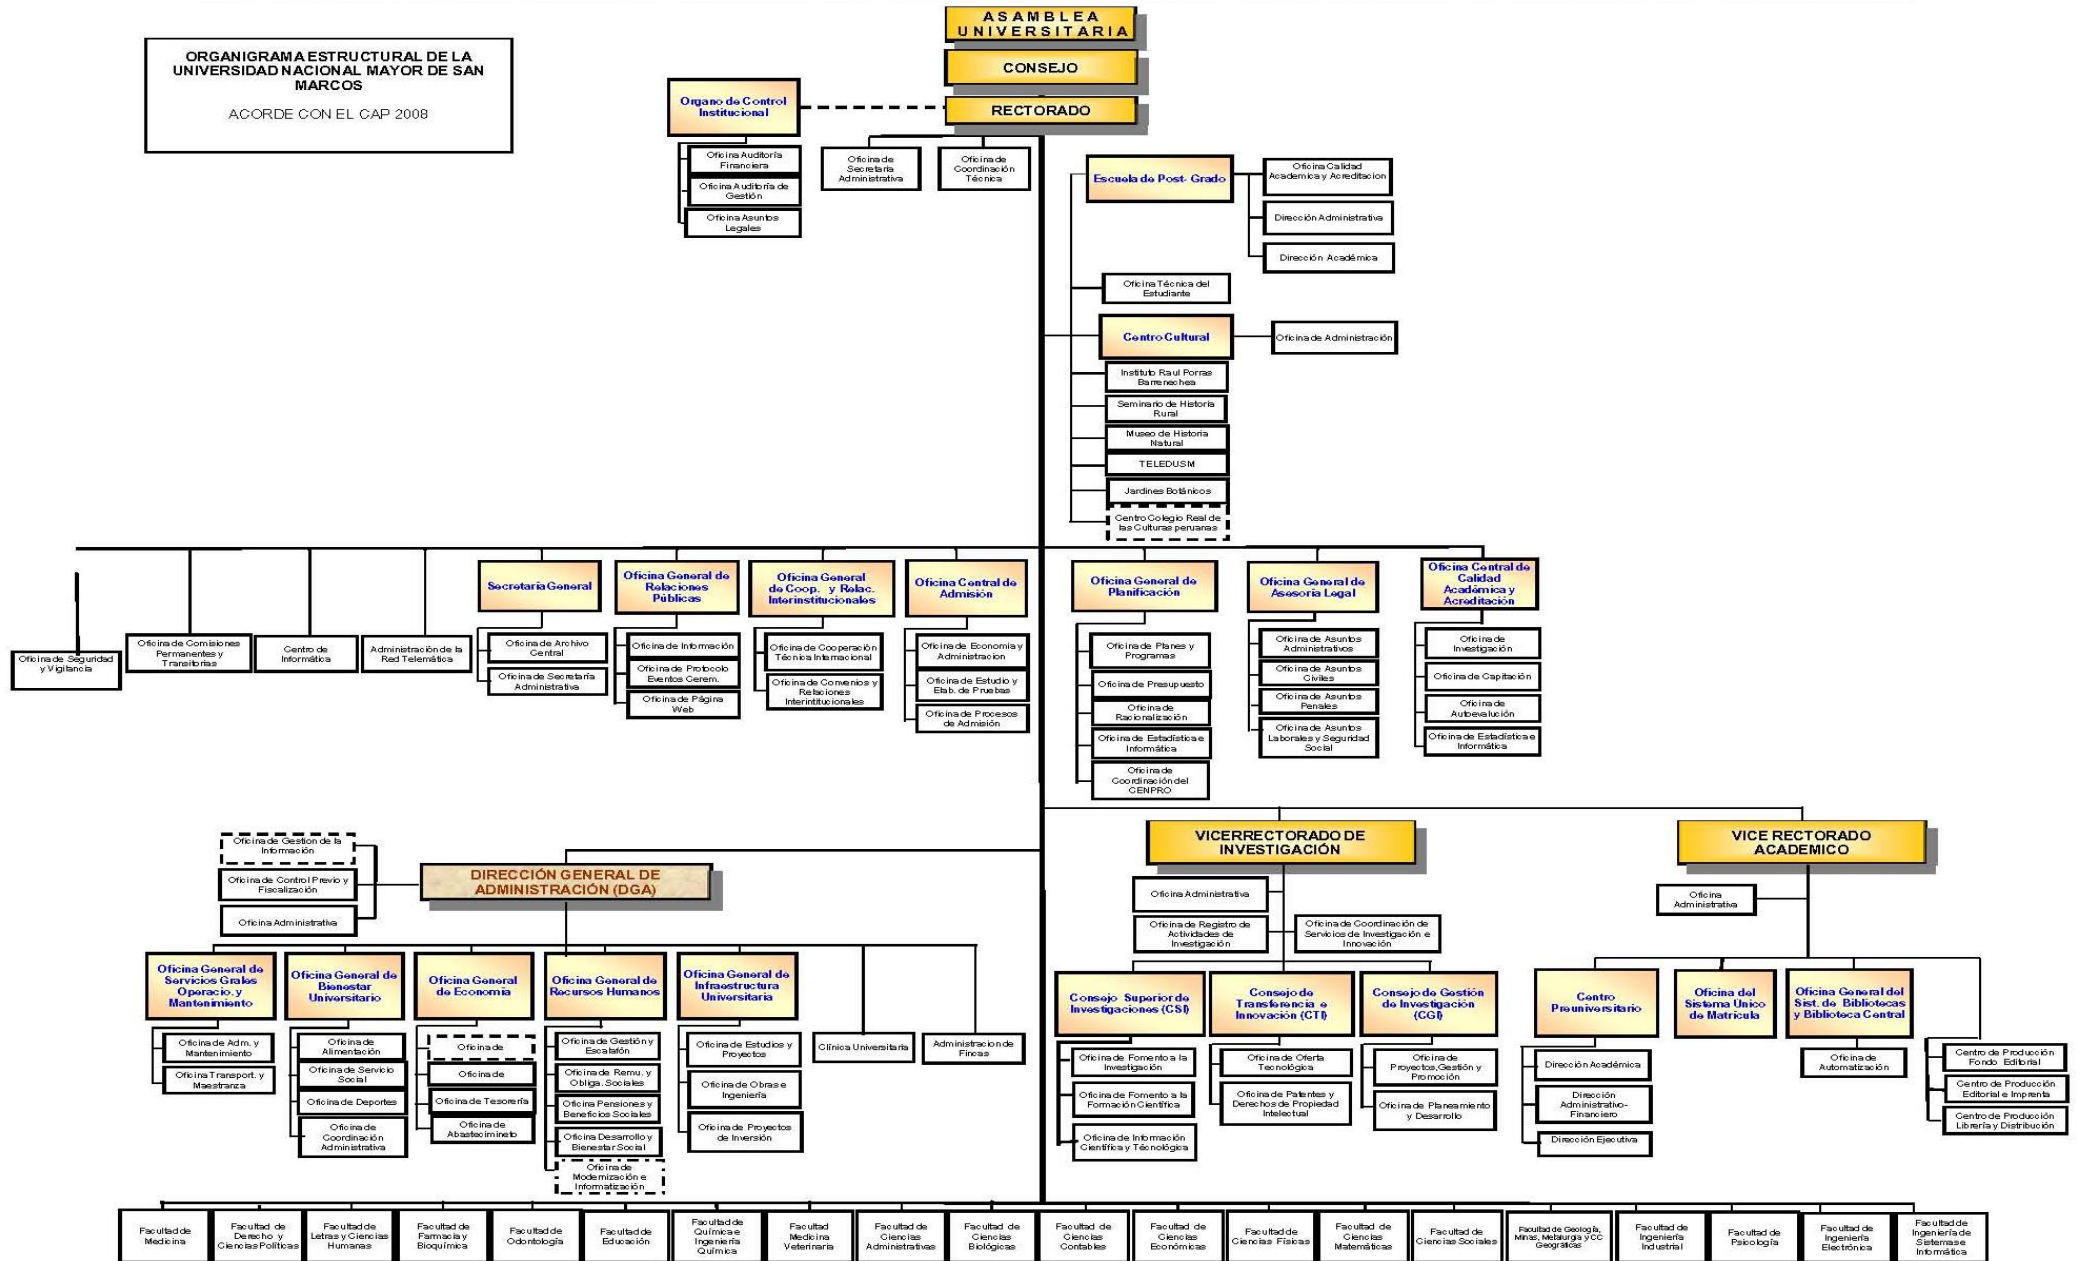 ASAMBLEA
UNIVERSITARIA
ORGANIGRAMA ESTRUCTURAL DE LA
UNIVERSIDAD NACIONAL MAYOR DE SAN
MARCOS
ACORDE CON EL CAP 2008
CONSEJO
RECTORADO
Organo de Control
Institucional
Oficina Auditoría
Financiera
Oficina Auditoría de
Gestión
Oficina Asuntos
Legales
Oficina de
Secretaría
Administrativa
Oficina de
Coordinación
Técnica
Escuela de Post- Grado
Oficina Calidad
Academica y Acreditacion
Dirección Administrativa
Dirección Académica
Oficina Técnica del
Estudiante
Centro Cultural
Oficina de Administración
Instituto Raul Porras
Barrenechea
Seminario de Historia
Rural
Museo de Historia
Natural
TELEDUSM
Jardines Botánicos
Centro Colegio Real de
las Culturas peruanas
Oficina de Seguridad
y Vigilancia
Oficina de Comisiones
Permanentes y
Transitorias
Centro de
Informática
Administración de la
Red Telemática
Secretaría General
Oficina de Archivo
Central
Oficina de Secretaría
Administrativa
Oficina General de
Relaciones
Públicas
Oficina de Información
Oficina de Protocolo
Eventos Cerem.
Oficina de Página
Web
Oficina General
de Coop. y Relac.
Interinstitucionales
Oficina de Cooperación
Técnica Internacional
Oficina de Convenios y
Relaciones
Interintitucionales
Oficina Central de
Admisión
Oficina de Economia y
Administracion
Oficina de Estudio y
Elab. de Pruebas
Oficina de Procesos
de Admisión
Oficina General de
Planificación
Oficina de Planes y
Programas
Oficina de Presupuesto
Oficina de
Racionalización
Oficina de Estadística e
Informática
Oficina de
Coordinación del
CENPRO
Oficina General de
Asesoría Legal
Oficina de Asuntos
Administrativos
Oficina de Asuntos
Civiles
Oficina de Asuntos
Penales
Oficina de Asuntos
Laborales y Seguridad
Social
Oficina Central de
Calidad
Académica y
Acreditación
Oficina de
Investigación
Oficina de Capitación
Oficina de
Autoevalución
Oficina de Estadística e
Informática
Oficina de Gestion de la
Información
Oficina de Control Previo y
Fiscalización
Oficina Administrativa
DIRECCIÓN GENERAL DE
ADMINISTRACIÓN (DGA)
VICERRECTORADO DE
INVESTIGACIÓN
Oficina Administrativa
Oficina de Registro de
Actividades de
Investigación
Oficina de Coordinación de
Servicios de Investigación e
Innovación
VICE RECTORADO
ACADEMICO
Oficina
Administrativa
Oficina General de
Servicios Grales
Operacio. y
Mantenimiento
Oficina de Adm. y
Mantenimiento
Oficina Transport. y
Maestranza
Oficina General de
Bienestar
Universitario
Oficina de
Alimentación
Oficina de Servicio
Social
Oficina de Deportes
Oficina de
Coordinación
Administrativa
Oficina General
de Economía
Oficina de
Oficina de
Oficina de Tesorería
Oficina de
Abastecimineto
Oficina General de
Recursos Humanos
Oficina de Gestión y
Escalafón
Oficina de Remu. y
Obliga. Sociales
Oficina Pensiones y
Beneficios Sociales
Oficina Desarrollo y
Bienestar Social
Oficina de
Modernización e
Informatización
Oficina General de
Infraestructura
Universitaria
Oficina de Estudios y
Proyectos
Oficina de Obras e
Ingeniería
Oficina de Proyectos
de Inversión
Clínica Universitaria
Administracion de
Fincas
Consejo Superior de
Investigaciones (CSI)
Oficina de Fomento a la
Investigación
Oficina de Fomento a la
Formación Científica
Oficina de Información
Científica y Técnológica
Consejo de
Transferencia e
Innovación (CTI)
Oficina de Oferta
Tecnológica
Oficina de Patentes y
Derechos de Propiedad
Intelectual
Consejo de Gestión
de Investigación
(CGI)
Oficina de
Proyectos, Gestión y
Promoción
Oficina de Planeamiento
y Desarrollo
Centro
Preuniversitario
Dirección Académica
Dirección
Administrativo-
Financiero
Dirección Ejecutiva
Oficina del
Sistema Unico
de Matrícula
Oficina General del
Sist. de Bibliotecas
y Biblioteca Central
Oficina de
Automatización
Centro de Producción
Fondo Editorial
Centro de Producción
Editorial e Imprenta
Centro de Producción
Librería y Distribución
Facultad de
Medicina
Facultad de
Derecho y
Ciencias Políticas
Facultad de
Letras y Ciencias
Humanas
Facultad de
Farmacia y
Bioquímica
Facultad de
Odontología
Facultad de
Educación
Facultad de
Química e
Ingeniería
Química
Facultad
Medicina
Veterinaria
Facultad de
Ciencias
Administrativas
Facultad de
Ciencias
Biológicas
Facultad de
Ciencias
Contables
Facultad de
Ciencias
Económicas
Facultad de
Ciencias Físicas
Facultad de
Ciencias
Matemáticas
Facultad de
Ciencias Sociales
Facultad de Geología,
Minas, Metalurgia y CC
Geográficas
Facultad de
Ingeniería
Industrial
Facultad de
Psicología
Facultad de
Ingeniería
Electrónica
Facultad de
Ingeniería de
Sistemas e
Informática